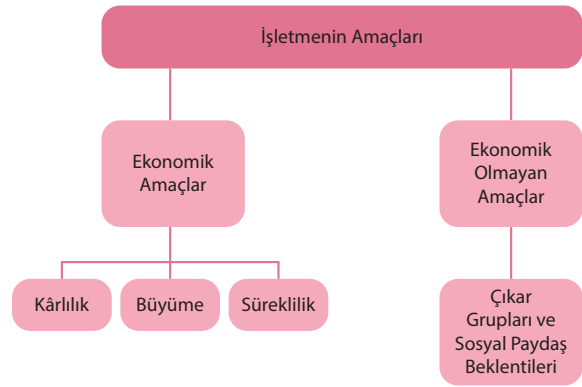 İşletmenin Amaçları
Ekonomik
Amaçlar
Ekonomik
Olmayan
Amaçlar
Kârlılık
Büyüme
Süreklilik
Çıkar
Grupları ve
Sosyal Paydaş
Beklentileri